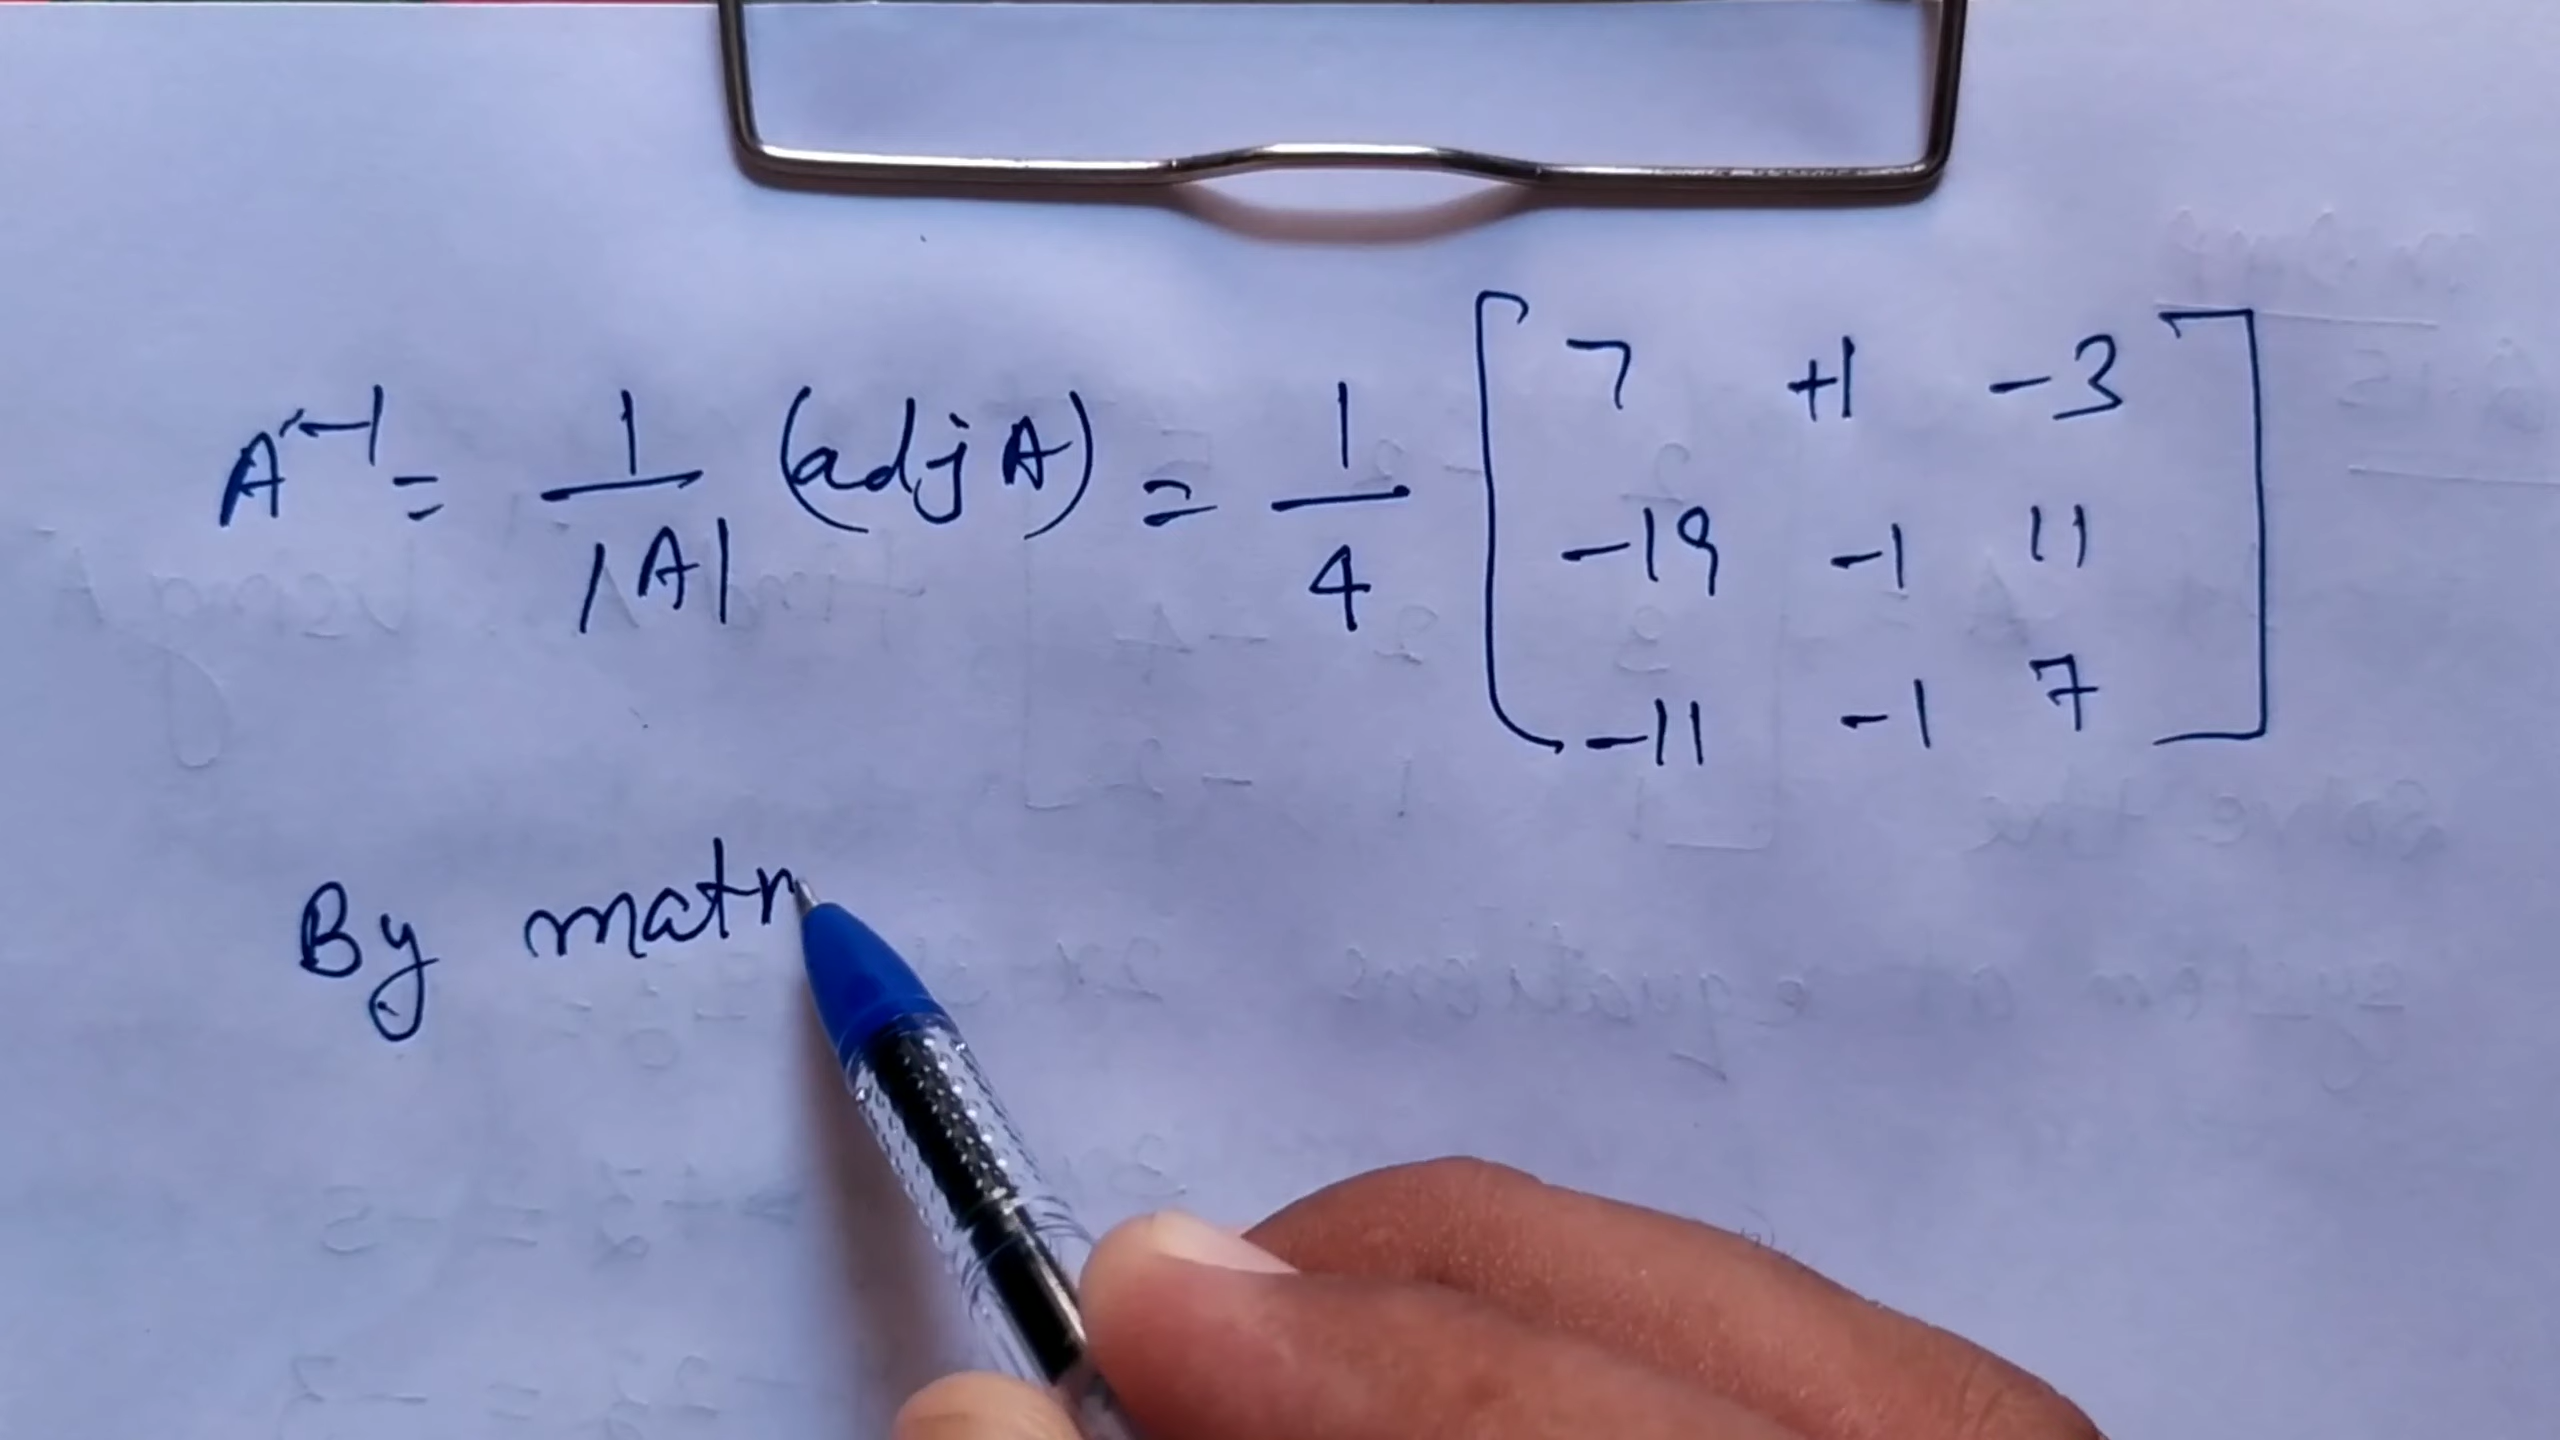 A⁻¹ = 1/|A| (adj A) = 1/4 [7 +1 -3
-19 -1 11
-11 -1 7]
By matr